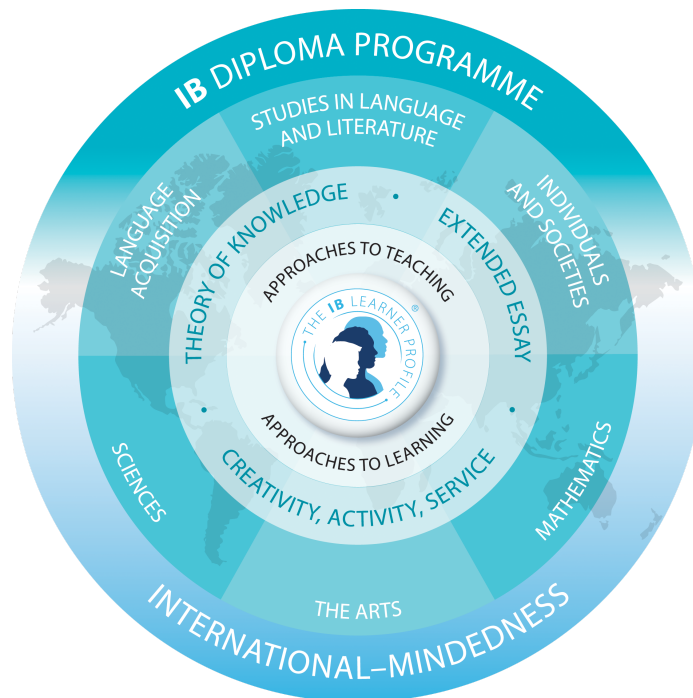 IB DIPLOMA PROGRAMME
STUDIES IN LANGUAGE
AND LITERATURE
LANGUAGE
ACQUISITION
INDIVIDUALS
AND SOCIETIES
THEORY OF KNOWLEDGE
·
EXTENDED ESSAY
APPROACHES TO TEACHING
THE IB LEARNER PROFILE
®
APPROACHES TO LEARNING
·
CREATIVITY, ACTIVITY, SERVICE
·
SCIENCES
MATHEMATICS
THE ARTS
INTERNATIONAL–MINDEDNESS